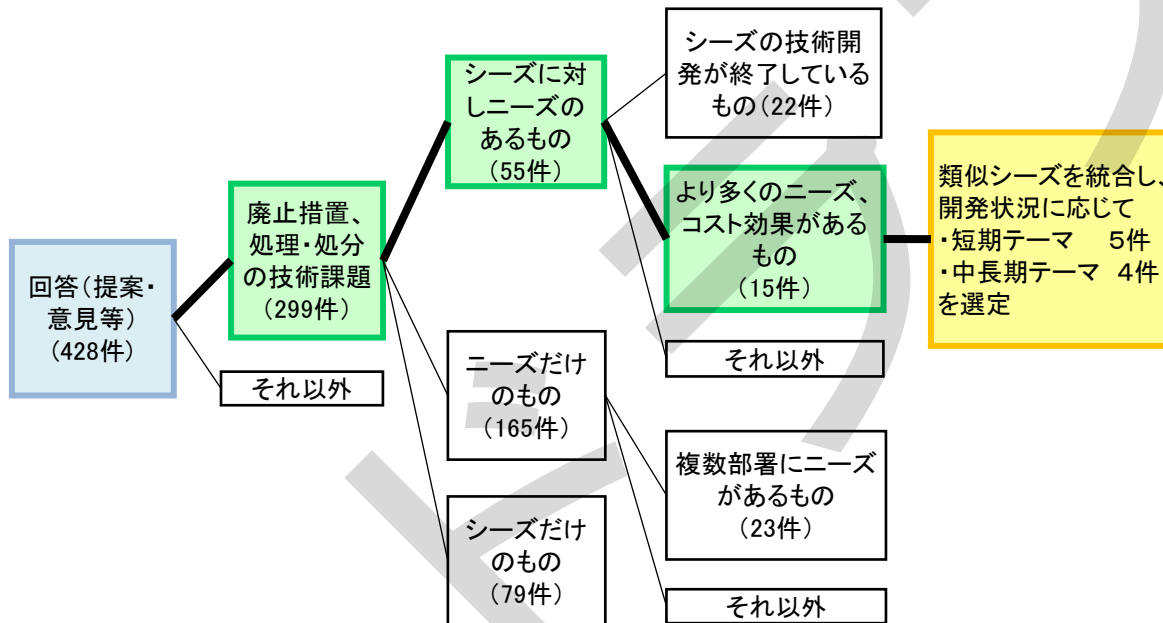 回答（提案・
意見等）
（428件）
廃止措置、
処理・処分
の技術課題
（299件）
それ以外
シーズに対
しニーズの
あるもの
（55件）
ニーズだけ
のもの
（165件）
シーズだけ
のもの
（79件）
シーズの技術開
発が終了している
もの（22件）
より多くのニーズ、
コスト効果がある
もの
（15件）
それ以外
複数部署にニーズ
があるもの
（23件）
それ以外
類似シーズを統合し、
開発状況に応じて
・短期テーマ　５件
・中長期テーマ　４件
を選定